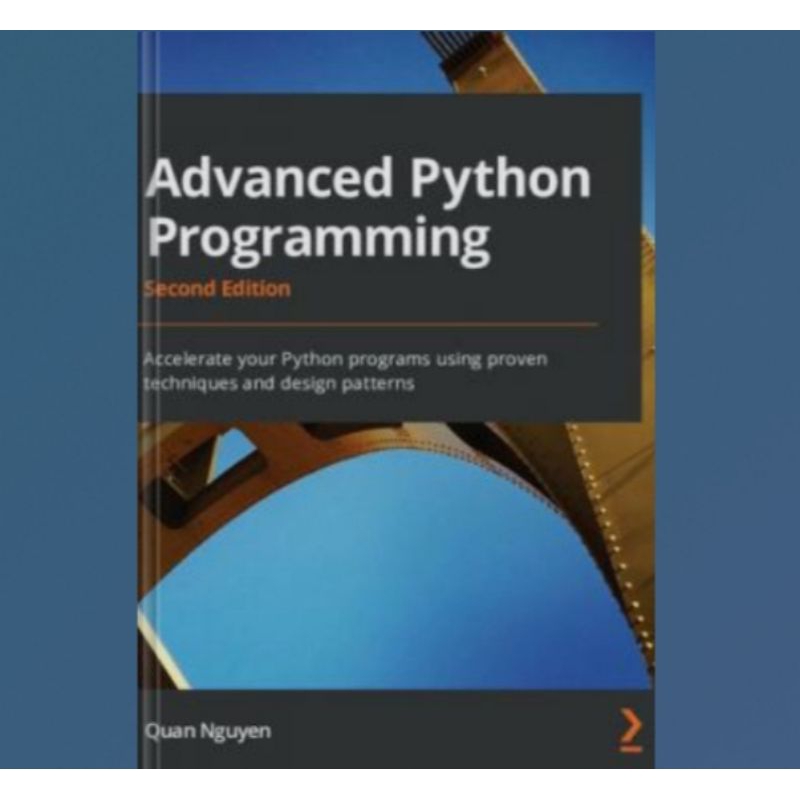 Advanced Python
Programming
Second Edition
Accelerate your Python programs using proven
techniques and design patterns
Quan Nguyen